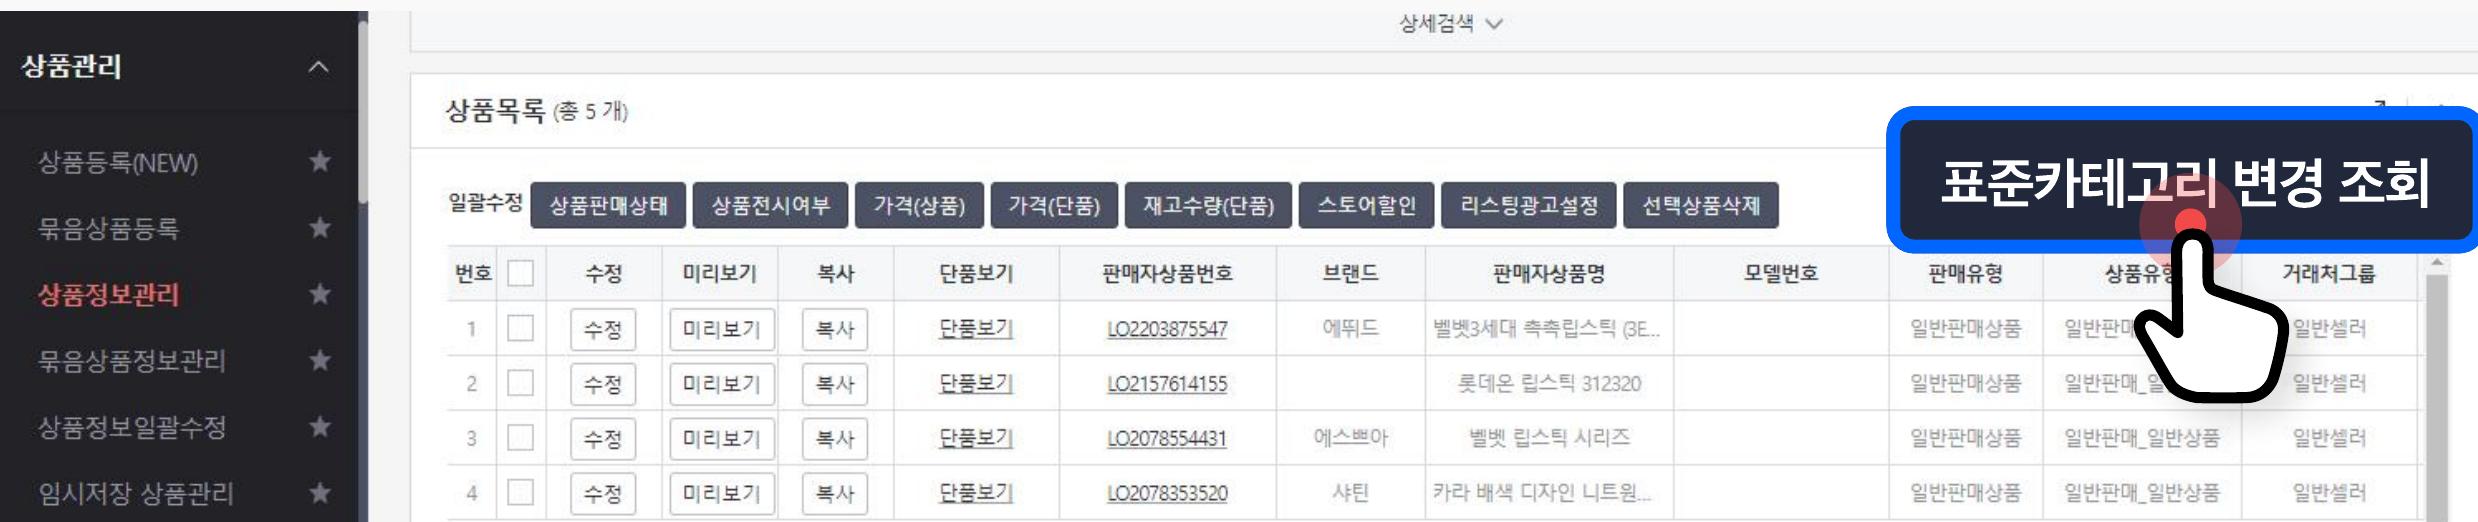 상세검색
상품관리
상품등록(NEW)
묶음상품등록
상품정보관리
묶음상품정보관리
상품정보일괄수정
임시저장 상품관리
상품목록 (총 5 개)
표준카테고리 변경 조회
일괄수정 상품판매상태 상품전시여부 가격(상품) 가격(단품) 재고수량(단품) 스토어할인 리스팅광고설정 선택상품삭제
번호 수정 미리보기 복사 단품보기 판매자상품번호 브랜드 판매자상품명 모델번호 판매유형 상품유형 거래처그룹
1 수정 미리보기 복사 단품보기 LO2203875547 에뛰드 벨벳3세대 촉촉립스틱 (3E... 일반판매상품 일반판매 일반셀러
2 수정 미리보기 복사 단품보기 LO2157614155 롯데온 립스틱 312320 일반판매상품 일반판매_일 일반셀러
3 수정 미리보기 복사 단품보기 LO2078554431 에스쁘아 벨벳 립스틱 시리즈 일반판매상품 일반판매_일반상품 일반셀러
4 수정 미리보기 복사 단품보기 LO2078353520 샤틴 카라 배색 디자인 니트원... 일반판매상품 일반판매_일반상품 일반셀러